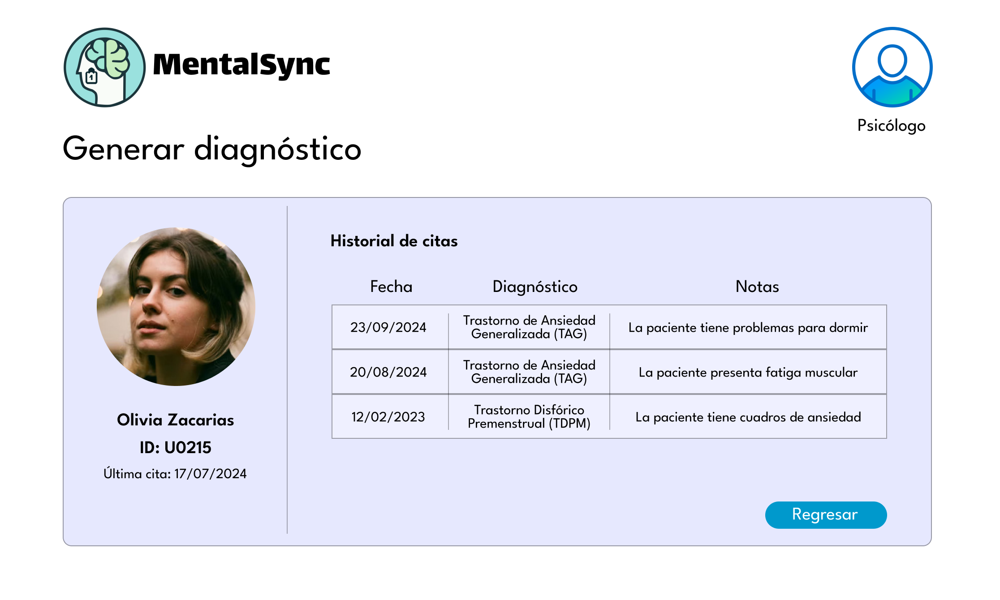 1
MentalSync
Psicólogo
Generar diagnóstico
Olivia Zacarias
ID: U0215
Última cita: 17/07/2024
Historial de citas
Fecha Diagnóstico Notas
23/09/2024
Trastorno de Ansiedad
Generalizada (TAG)
La paciente tiene problemas para dormir
20/08/2024
Trastorno de Ansiedad
Generalizada (TAG)
La paciente presenta fatiga muscular
12/02/2023
Trastorno Disfórico
Premenstrual (TDPM)
La paciente tiene cuadros de ansiedad
Regresar